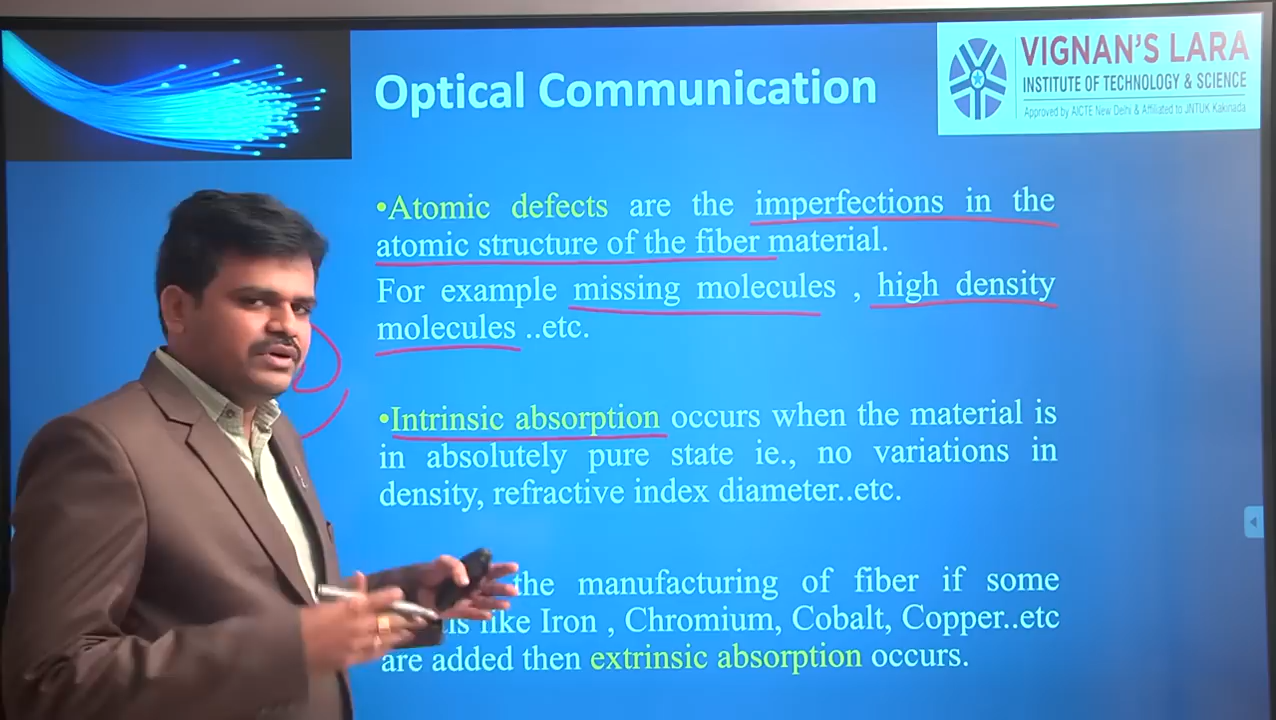 Optical Communication
VIGNAN'S LARA
INSTITUTE OF TECHNOLOGY & SCIENCE
Approved by AICTE New Delhi & Affiliated to JNTUK Kakinada
•Atomic defects are the imperfections in the
atomic structure of the fiber material.
For example missing molecules , high density
molecules ..etc.
•Intrinsic absorption occurs when the material is
in absolutely pure state ie., no variations in
density, refractive index diameter..etc.
the manufacturing of fiber if some
like Iron , Chromium, Cobalt, Copper..etc
are added then extrinsic absorption occurs.